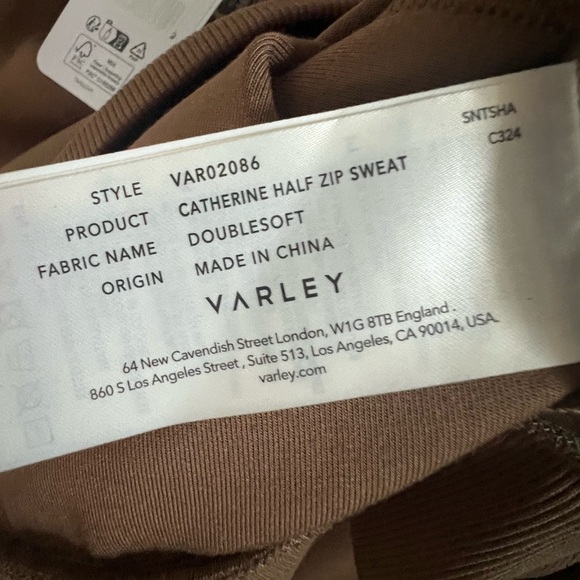 FSC
SNTSHA
C324
STYLE VAR02086
PRODUCT CATHERINE HALF ZIP SWEAT
FABRIC NAME DOUBLESOFT
ORIGIN MADE IN CHINA
VARLEY
64 New Cavendish Street London, W1G 8TB England.
860 S Los Angeles Street, Suite 513, Los Angeles, CA 90014, USA.
varley.com